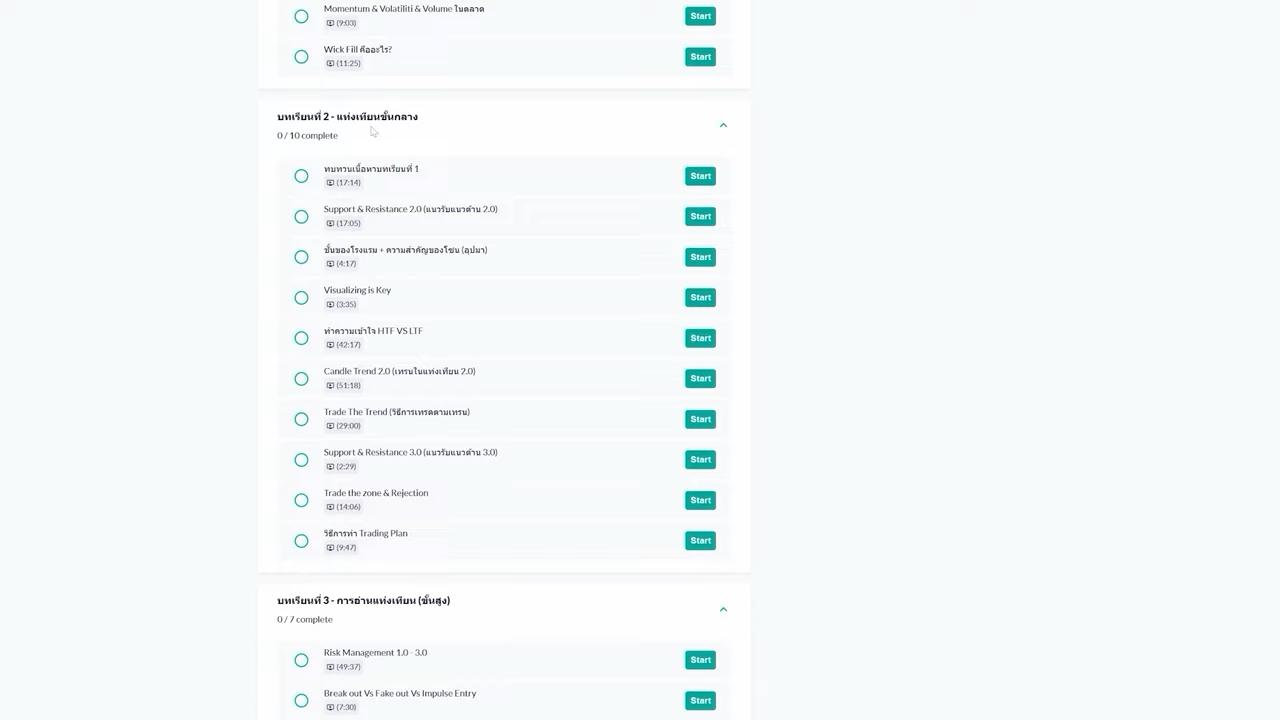 Momentum & Volatiliti & Volume ในตลาด
Start
(9:03)
Wick Fill คืออะไร?
Start
(11:25)
บทเรียนที่ 2 - แท่งเทียนขั้นกลาง
0 / 10 complete
ทบทวนเนื้อหาบทเรียนที่ 1
Start
(17:14)
Support & Resistance 2.0 (แนวรับแนวต้าน 2.0)
Start
(17:05)
ชั้นของโรงแรม + ความสำคัญของโซน (อุปมา)
Start
(4:17)
Visualizing is Key
Start
(3:35)
ทำความเข้าใจ HTF VS LTF
Start
(42:17)
Candle Trend 2.0 (เทรนในแท่งเทียน 2.0)
Start
(51:18)
Trade The Trend (วิธีการเทรดตามเทรน)
Start
(29:00)
Support & Resistance 3.0 (แนวรับแนวต้าน 3.0)
Start
(2:29)
Trade the zone & Rejection
Start
(14:06)
วิธีการทำ Trading Plan
Start
(9:47)
บทเรียนที่ 3 - การอ่านแท่งเทียน (ขั้นสูง)
0 / 7 complete
Risk Management 1.0 - 3.0
Start
(49:37)
Break out Vs Fake out Vs Impulse Entry
Start
(7:30)